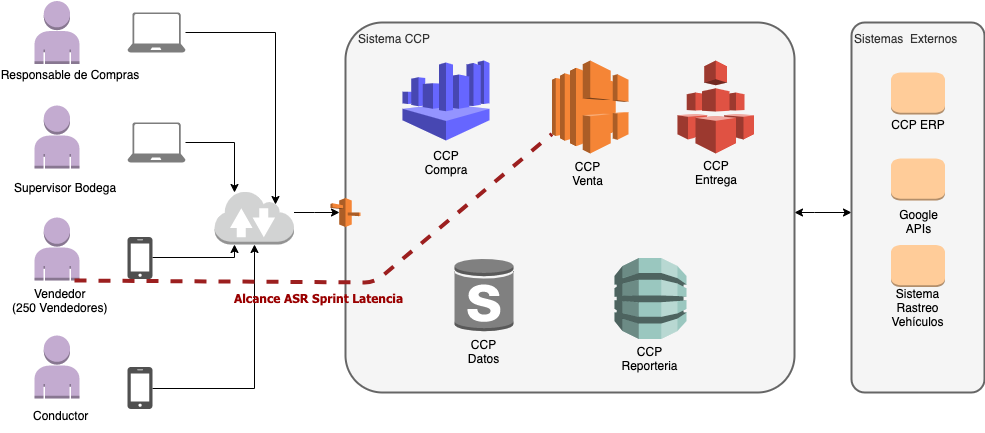 Responsable de Compras
Supervisor Bodega
Vendedor
(250 Vendedores)
Conductor
Alcance ASR Sprint Latencia
Sistema CCP
CCP
Compra
CCP
Venta
CCP
Entrega
S
CCP
Datos
CCP
Reporteria
Sistemas Externos
CCP ERP
Google
APIs
Sistema
Rastreo
Vehículos